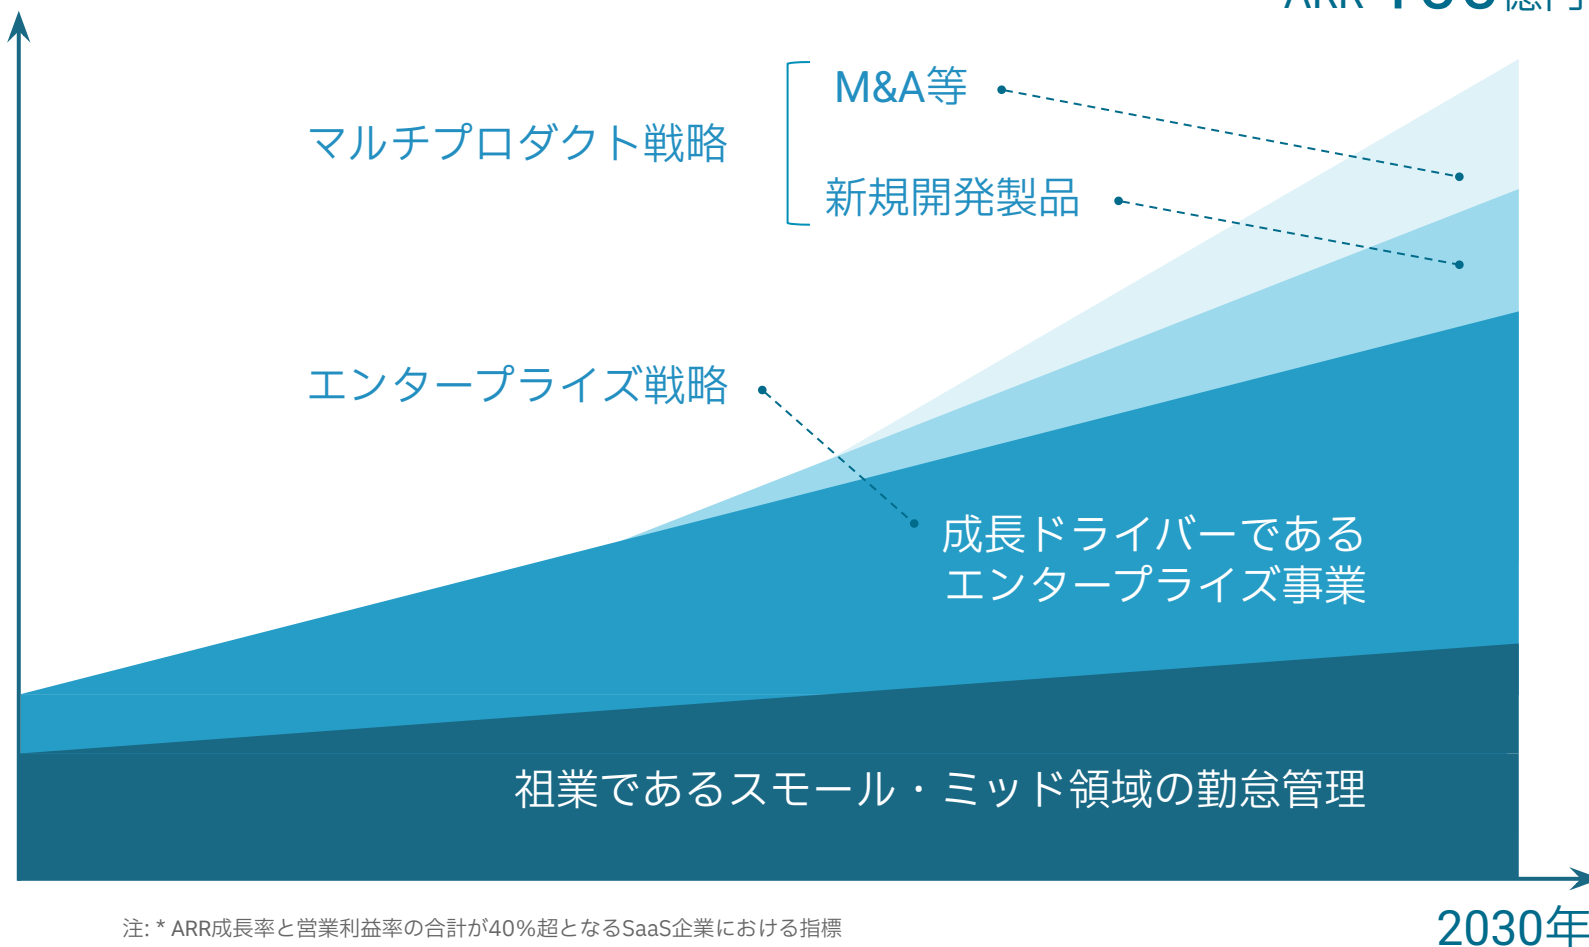 ARR 億円
M&A等
マルチプロダクト戦略
新規開発製品
エンタープライズ戦略
成長ドライバーである
エンタープライズ事業
祖業であるスモール・ミッド領域の勤怠管理
注: * ARR成長率と営業利益率の合計が40%超となるSaaS企業における指標
2030年